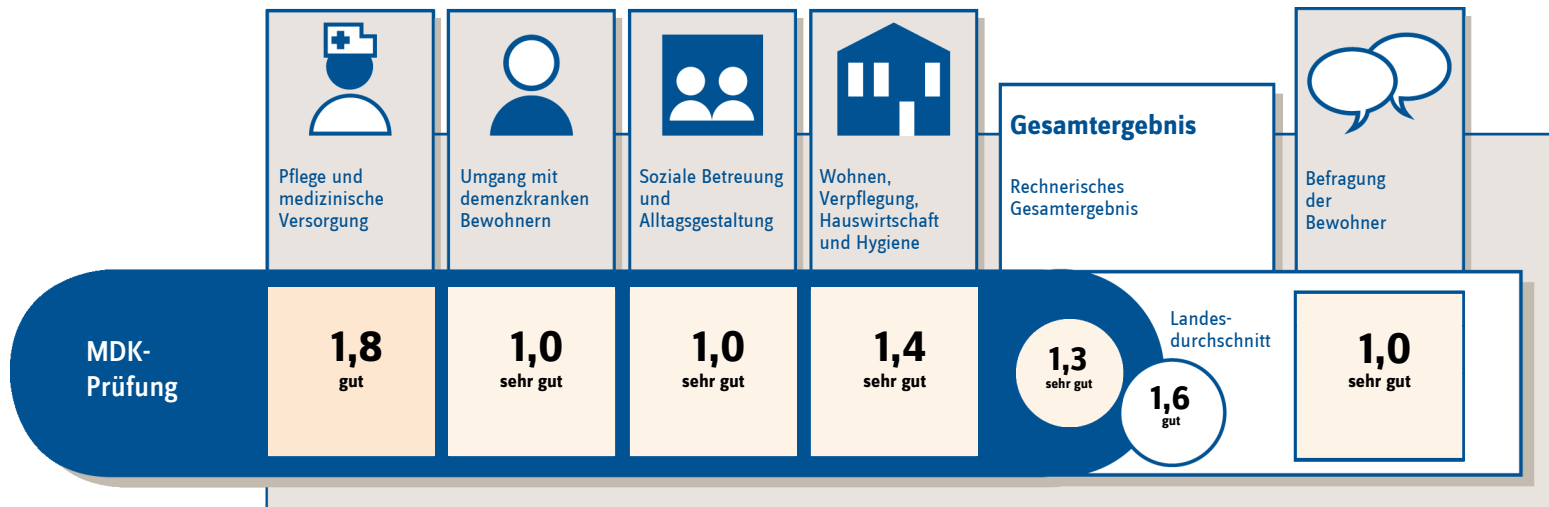 Pflege und
medizinische
Versorgung
Umgang mit
demenzkranken
Bewohnern
Soziale Betreuung
und
Alltagsgestaltung
Wohnen,
Verpflegung,
Hauswirtschaft
und Hygiene
Gesamtergebnis
Rechnerisches
Gesamtergebnis
Befragung
der
Bewohner
MDK-
Prüfung
1,8
gut
1,0
sehr gut
1,0
sehr gut
1,4
sehr gut
1,3
sehr gut
Landes-
durchschnitt
1,6
gut
1,0
sehr gut